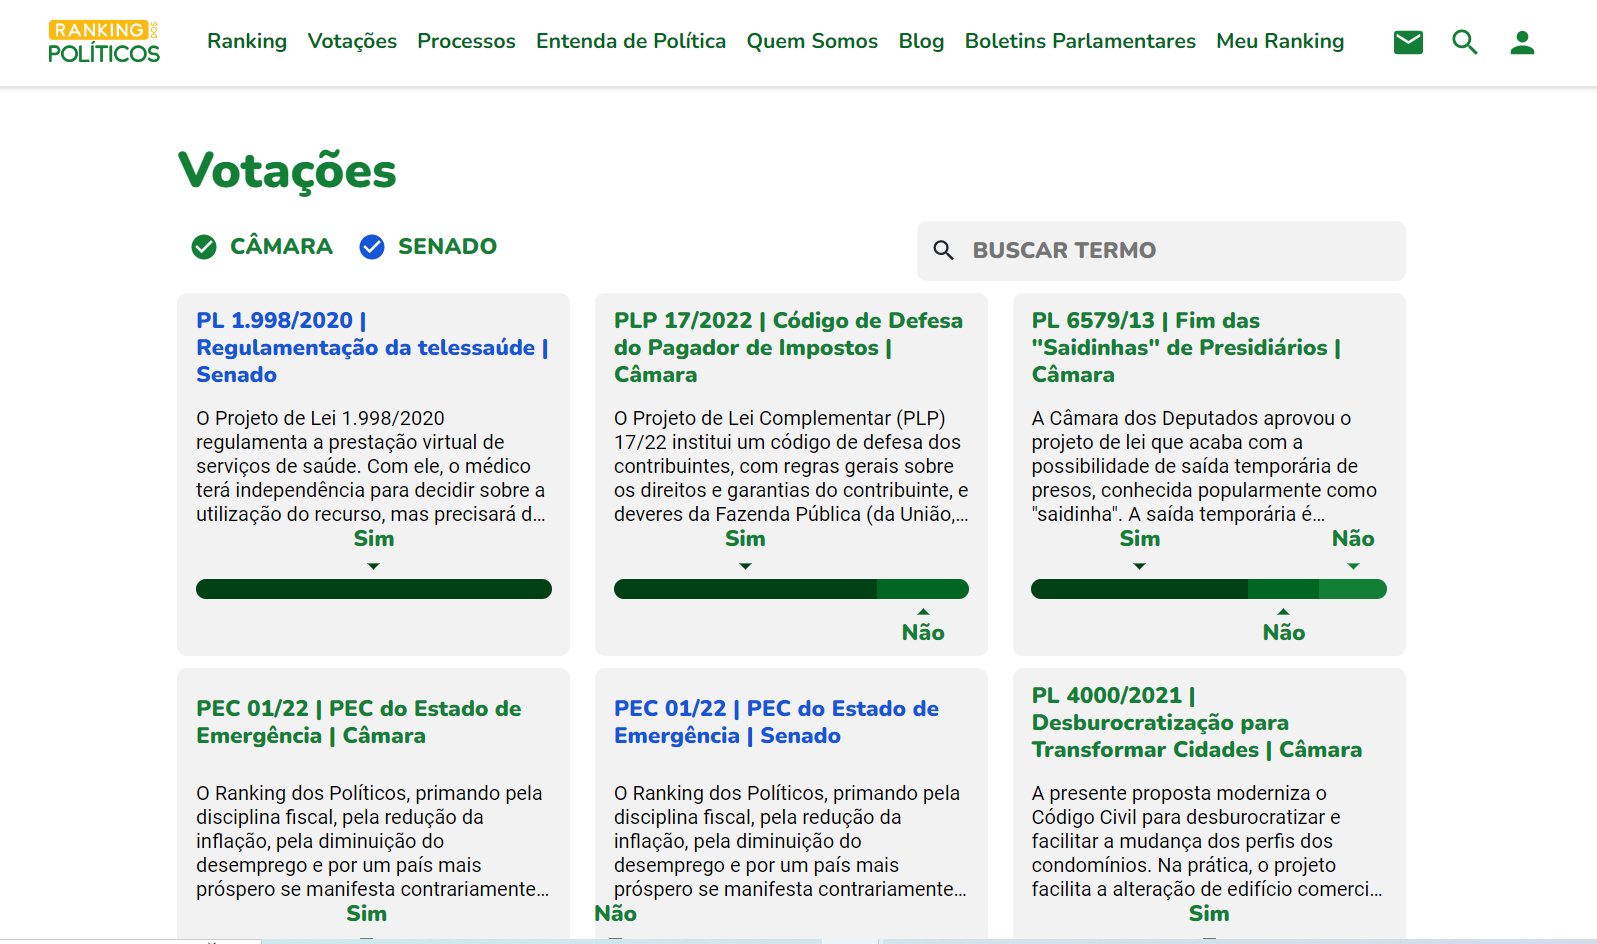 RANKING DOS
POLÍTICOS
Ranking Votações Processos Entenda de Política Quem Somos Blog Boletins Parlamentares Meu Ranking
Votações
CÂMARA SENADO
BUSCAR TERMO
PL 1.998/2020 |
Regulamentação da telessaúde |
Senado
O Projeto de Lei 1.998/2020
regulamenta a prestação virtual de
serviços de saúde. Com ele, o médico
terá independência para decidir sobre a
utilização do recurso, mas precisará d...
Sim
PLP 17/2022 | Código de Defesa
do Pagador de Impostos |
Câmara
O Projeto de Lei Complementar (PLP)
17/22 institui um código de defesa dos
contribuintes, com regras gerais sobre
os direitos e garantias do contribuinte, e
deveres da Fazenda Pública (da União,...
Sim
Não
PL 6579/13 | Fim das
"Saidinhas" de Presidiários |
Câmara
A Câmara dos Deputados aprovou o
projeto de lei que acaba com a
possibilidade de saída temporária de
presos, conhecida popularmente como
"saidinha". A saída temporária é...
Sim Não
Não
PEC 01/22 | PEC do Estado de
Emergência | Câmara
O Ranking dos Políticos, primando pela
disciplina fiscal, pela redução da
inflação, pela diminuição do
desemprego e por um país mais
próspero se manifesta contrariamente...
Sim
PEC 01/22 | PEC do Estado de
Emergência | Senado
O Ranking dos Políticos, primando pela
disciplina fiscal, pela redução da
inflação, pela diminuição do
desemprego e por um país mais
próspero se manifesta contrariamente...
Não
PL 4000/2021 |
Desburocratização para
Transformar Cidades | Câmara
A presente proposta moderniza o
Código Civil para desburocratizar e
facilitar a mudança dos perfis dos
condomínios. Na prática, o projeto
facilita a alteração de edifício comerci...
Sim